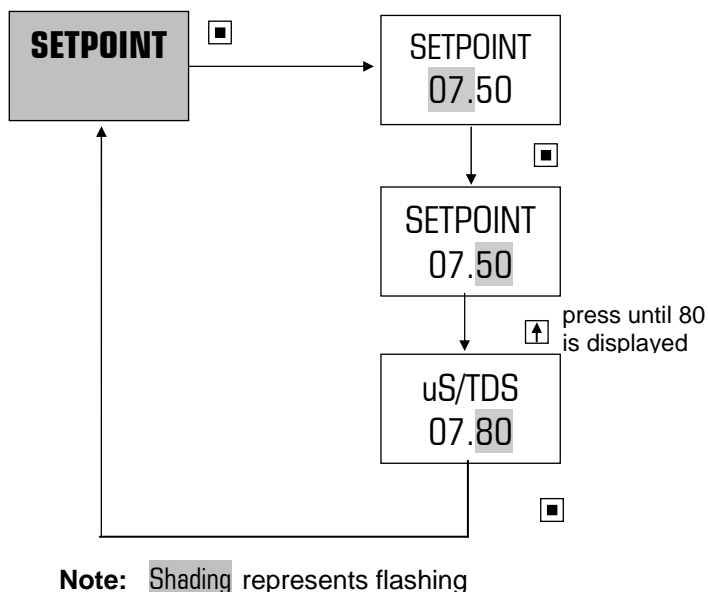 SETPOINT
SETPOINT
07.50
SETPOINT
07.50
press until 80
is displayed
uS/TDS
07.80
Note: Shading represents flashing